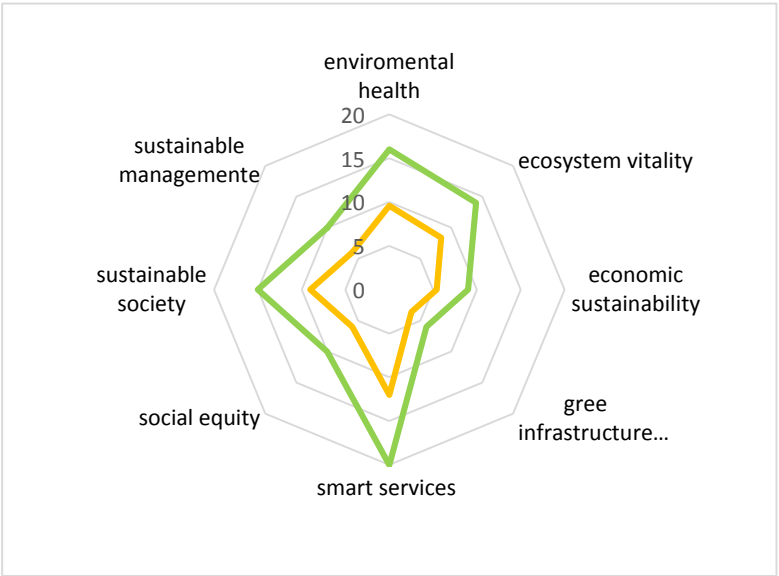 enviromental
health
20
sustainable
managemente
15
ecosystem vitality
10
5
sustainable
society
0
economic
sustainability
social equity
gree
infrastructure...
smart services